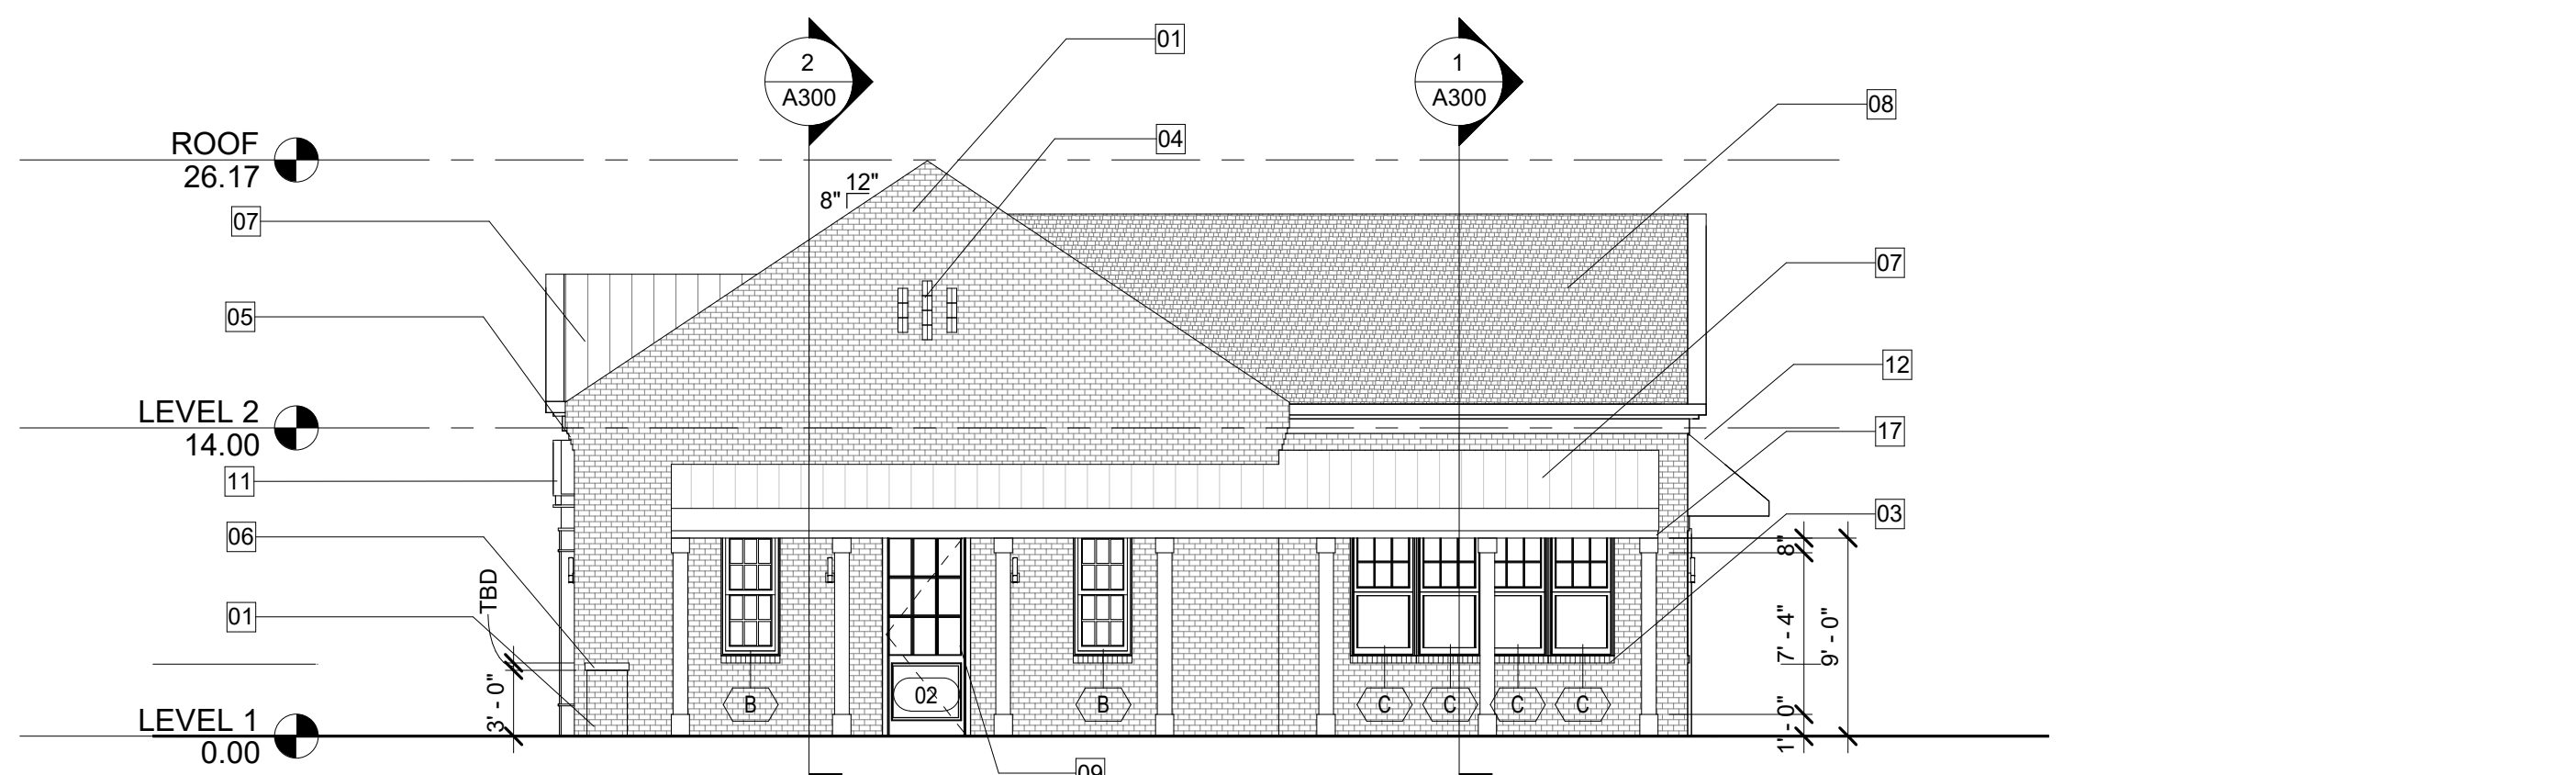 2
A300
1
A300
01
04
08
ROOF
26.17
12"
8"
07
07
05
12
LEVEL 2
14.00
17
11
03
06
8"
TBD
01
7' - 4"
9' - 0"
3' - 0"
02
B
B
C
C
C
C
LEVEL 1
0.00
1' - 0"
09